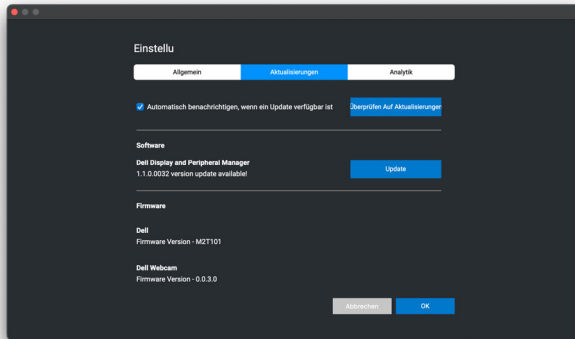 Einstellu
Allgemein
Aktualisierungen
Analytik
Automatisch benachrichtigen, wenn ein Update verfügbar ist
Überprüfen Auf Aktualisierungen
Software
Dell Display and Peripheral Manager
1.1.0.0032 version update available!
Update
Firmware
Dell
Firmware Version - M2T101
Dell Webcam
Firmware Version - 0.0.3.0
Abbrechen
OK